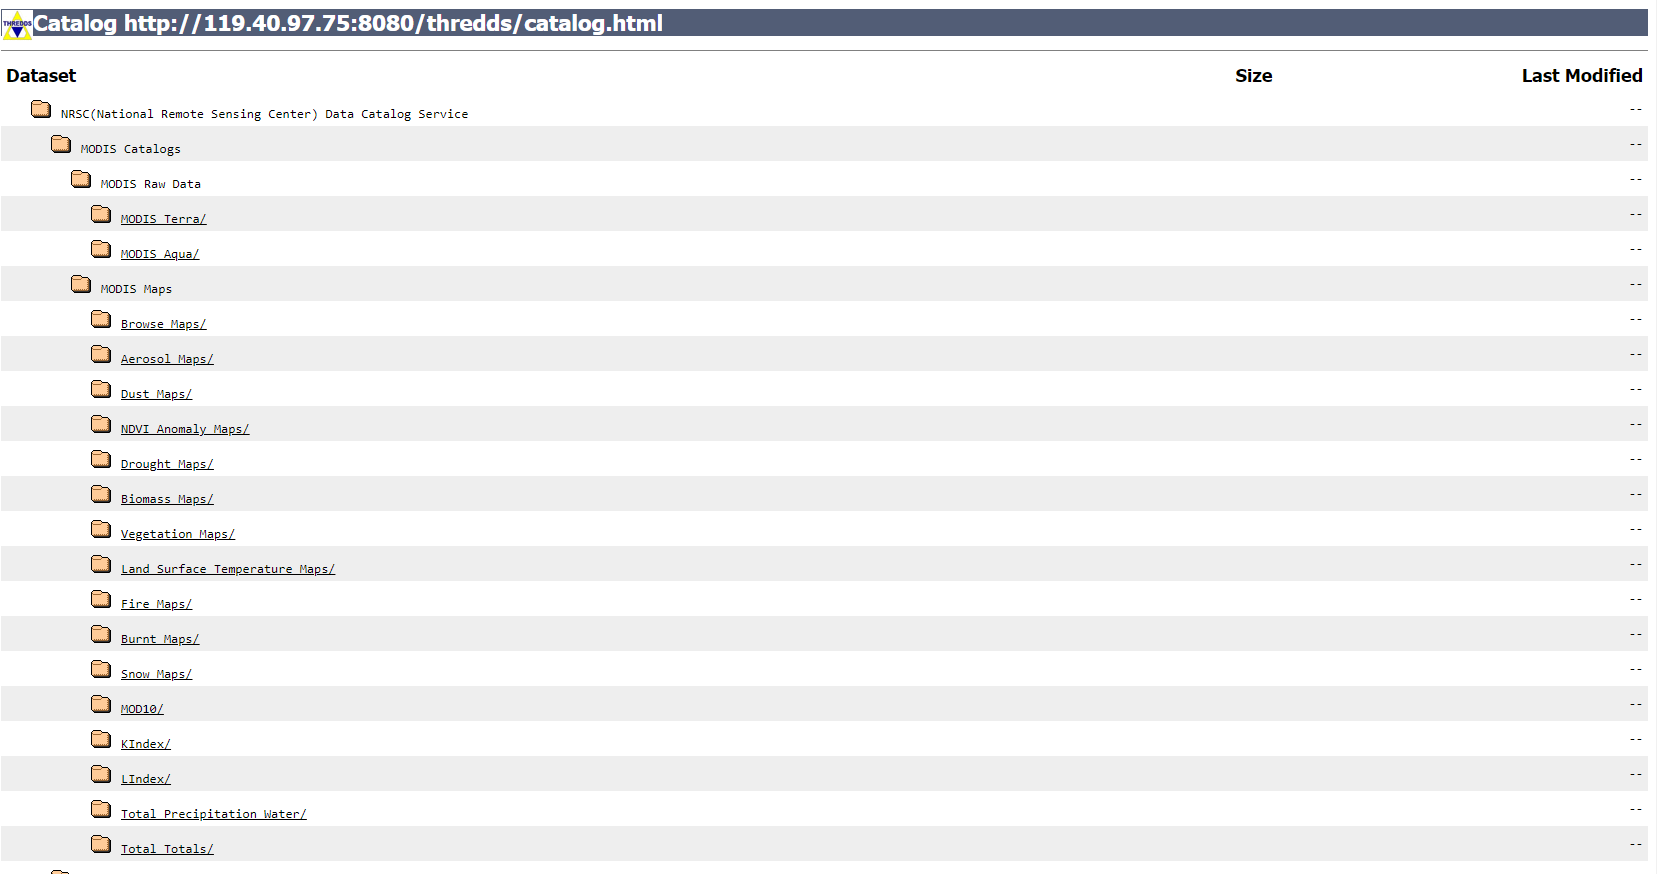 THREDDS
Catalog http://119.40.97.75:8080/thredds/catalog.html
Dataset Size Last Modified
NRSC(National Remote Sensing Center) Data Catalog Service --
MODIS Catalogs --
MODIS Raw Data --
MODIS Terra/ --
MODIS Aqua/ --
MODIS Maps --
Browse Maps/ --
Aerosol Maps/ --
Dust Maps/ --
NDVI Anomaly Maps/ --
Drought Maps/ --
Biomass Maps/ --
Vegetation Maps/ --
Land Surface Temperature Maps/ --
Fire Maps/ --
Burnt Maps/ --
Snow Maps/ --
MOD10/ --
KIndex/ --
LIndex/ --
Total Precipitation Water/ --
Total Totals/ --